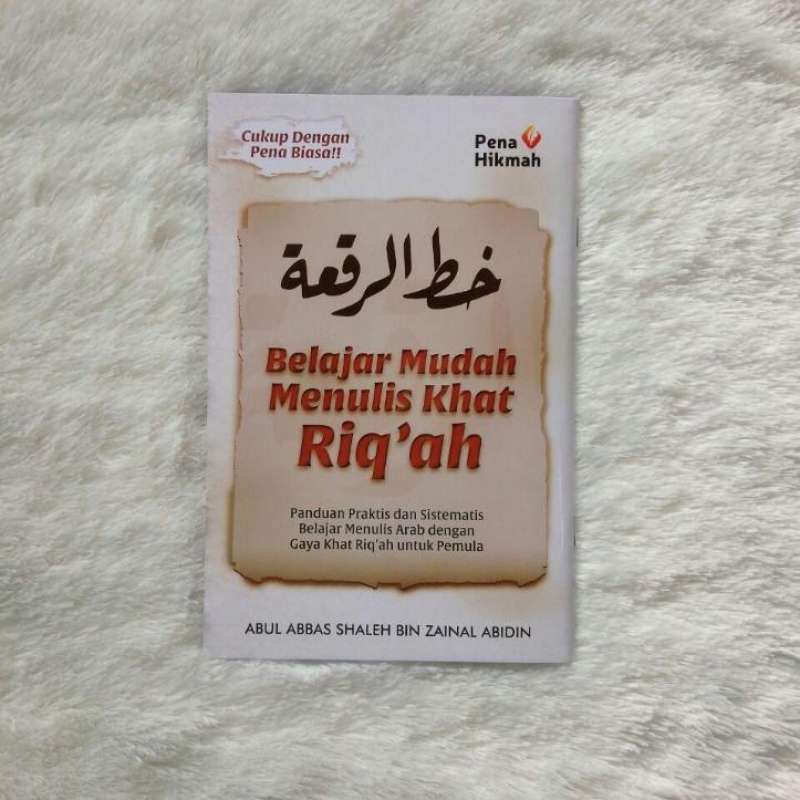 Cukup Dengan
Pena Biasa!!
Pena
Hikmah
خط الرقعة
Belajar Mudah
Menulis Khat
Riq'ah
Panduan Praktis dan Sistematis
Belajar Menulis Arab dengan
Gaya Khat Riq'ah untuk Pemula
ABUL ABBAS SHALEH BIN ZAINAL ABIDIN